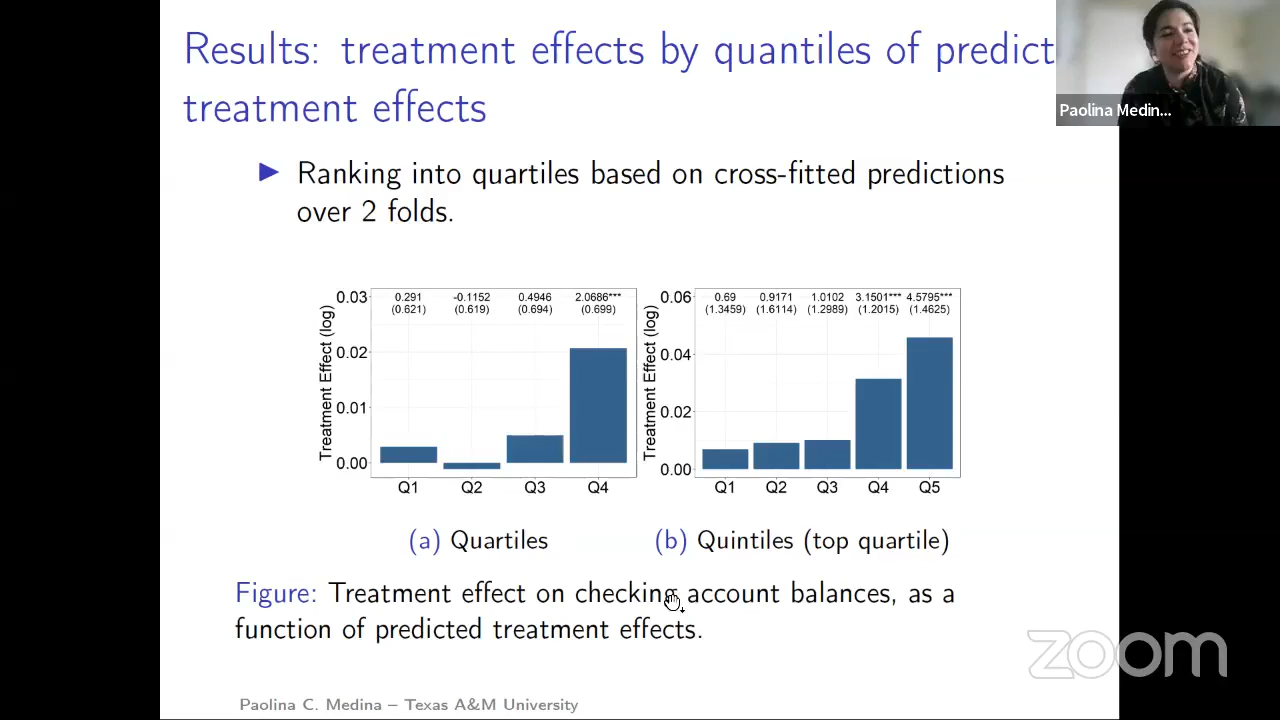 Results: treatment effects by quantiles of predict
treatment effects
Paolina Medin...
▶ Ranking into quartiles based on cross-fitted predictions
over 2 folds.
Treatment Effect (log)
0.03
0.02
0.01
0.00
0.291 -0.1152 0.4946 2.0686***
(0.621) (0.619) (0.694) (0.699)
Q1 Q2 Q3 Q4
(a) Quartiles
Treatment Effect (log)
0.06
0.04
0.02
0.00
0.69 0.9171 1.0102 3.1501*** 4.5795***
(1.3459) (1.6114) (1.2989) (1.2015) (1.4625)
Q1 Q2 Q3 Q4 Q5
(b) Quintiles (top quartile)
Figure: Treatment effect on checking account balances, as a
function of predicted treatment effects.
zoom
Paolina C. Medina – Texas A&M University